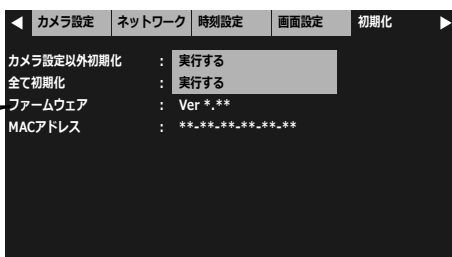 ◀ カメラ設定 ネットワーク 時刻設定 画面設定 初期化 ▶
カメラ設定以外初期化 : 実行する
全て初期化 : 実行する
ファームウェア : Ver *.**
MACアドレス : **-**-**-**-**-**